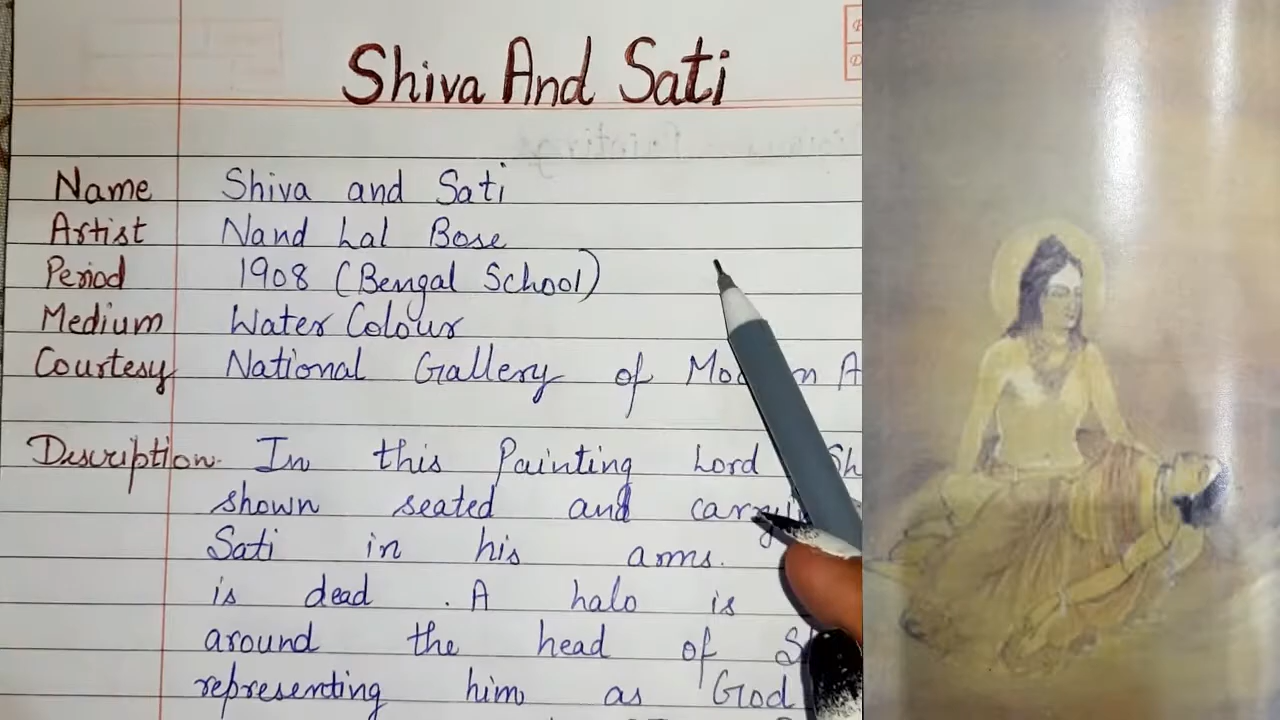 Shiva And Sati
Name Shiva and Sati
Artist Nand Lal Bose
Period 1908 (Bengal School)
Medium Water Colour
Courtesy National Gallery of
Description. In this Painting Lord
shown seated and
Sati in his arms.
is dead. A halo is
around the head of
representing him as God